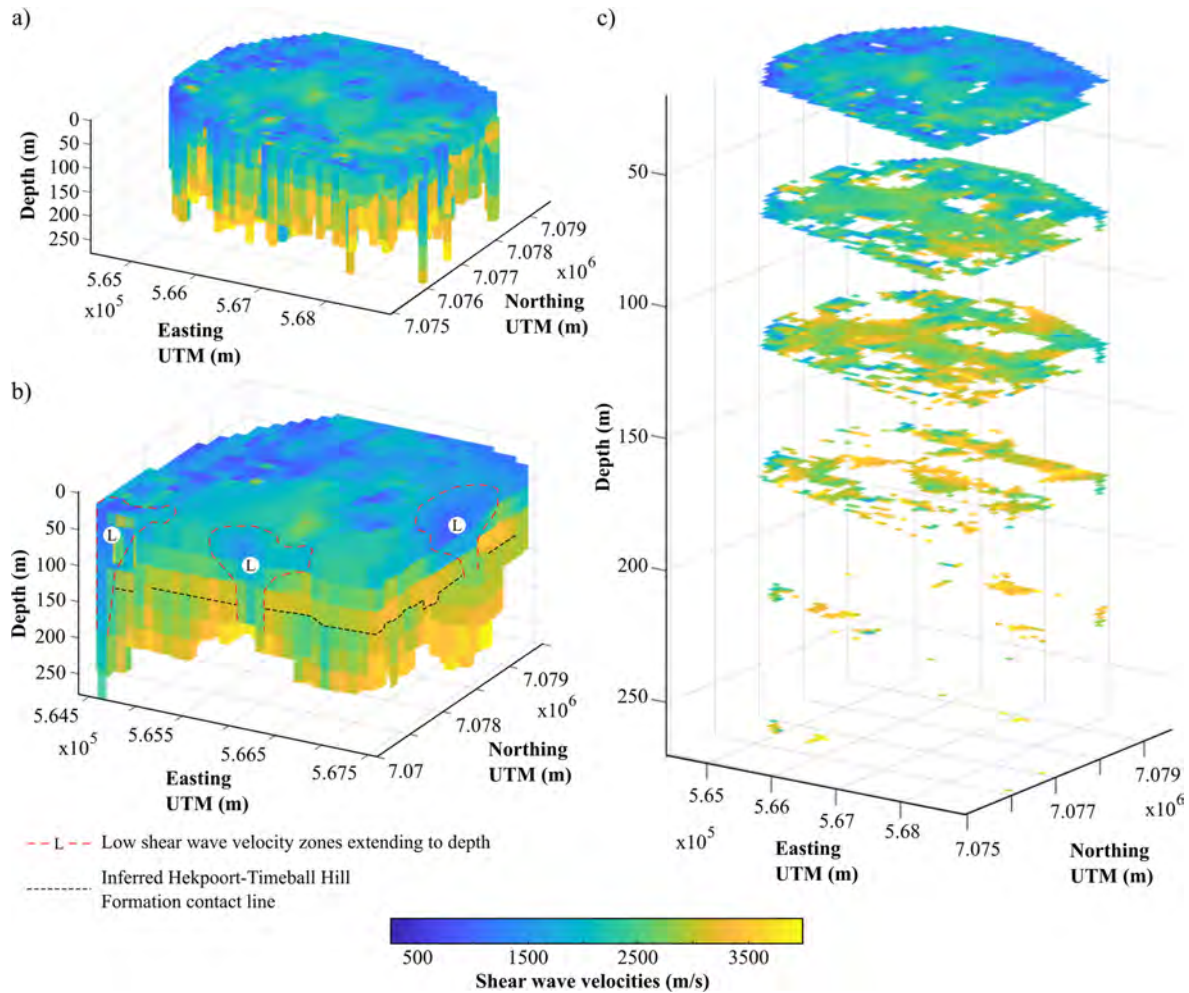 a)
0
50
100
150
200
250
Depth (m)
5.65
x10⁵
5.66
5.67
5.68
Easting
UTM (m)
7.075
7.076
7.077
7.078
7.079
x10⁶
Northing
UTM (m)
b)
0
50
100
150
200
250
Depth (m)
L
L
L
5.645
x10⁵
5.655
5.665
5.675
Easting
UTM (m)
7.07
7.078
7.079
x10⁶
Northing
UTM (m)
L Low shear wave velocity zones extending to depth
Inferred Hekpoort-Timeball Hill
Formation contact line
c)
50
100
150
200
250
Depth (m)
5.65
x10⁵
5.66
5.67
5.68
Easting
UTM (m)
7.075
7.077
7.079
x10⁶
Northing
UTM (m)
500 1500 2500 3500
Shear wave velocities (m/s)